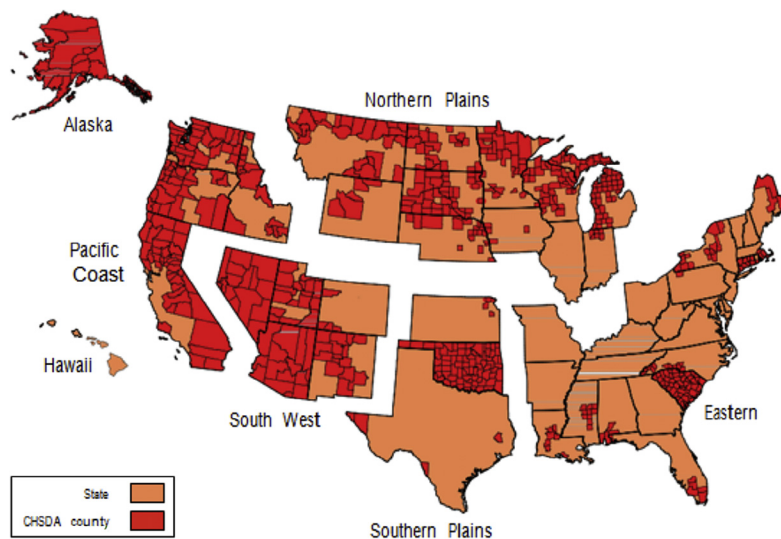 Northern Plains
Alaska
Pacific
Coast
Hawaii
South West
Eastern
State
CHSDA county
Southern Plains